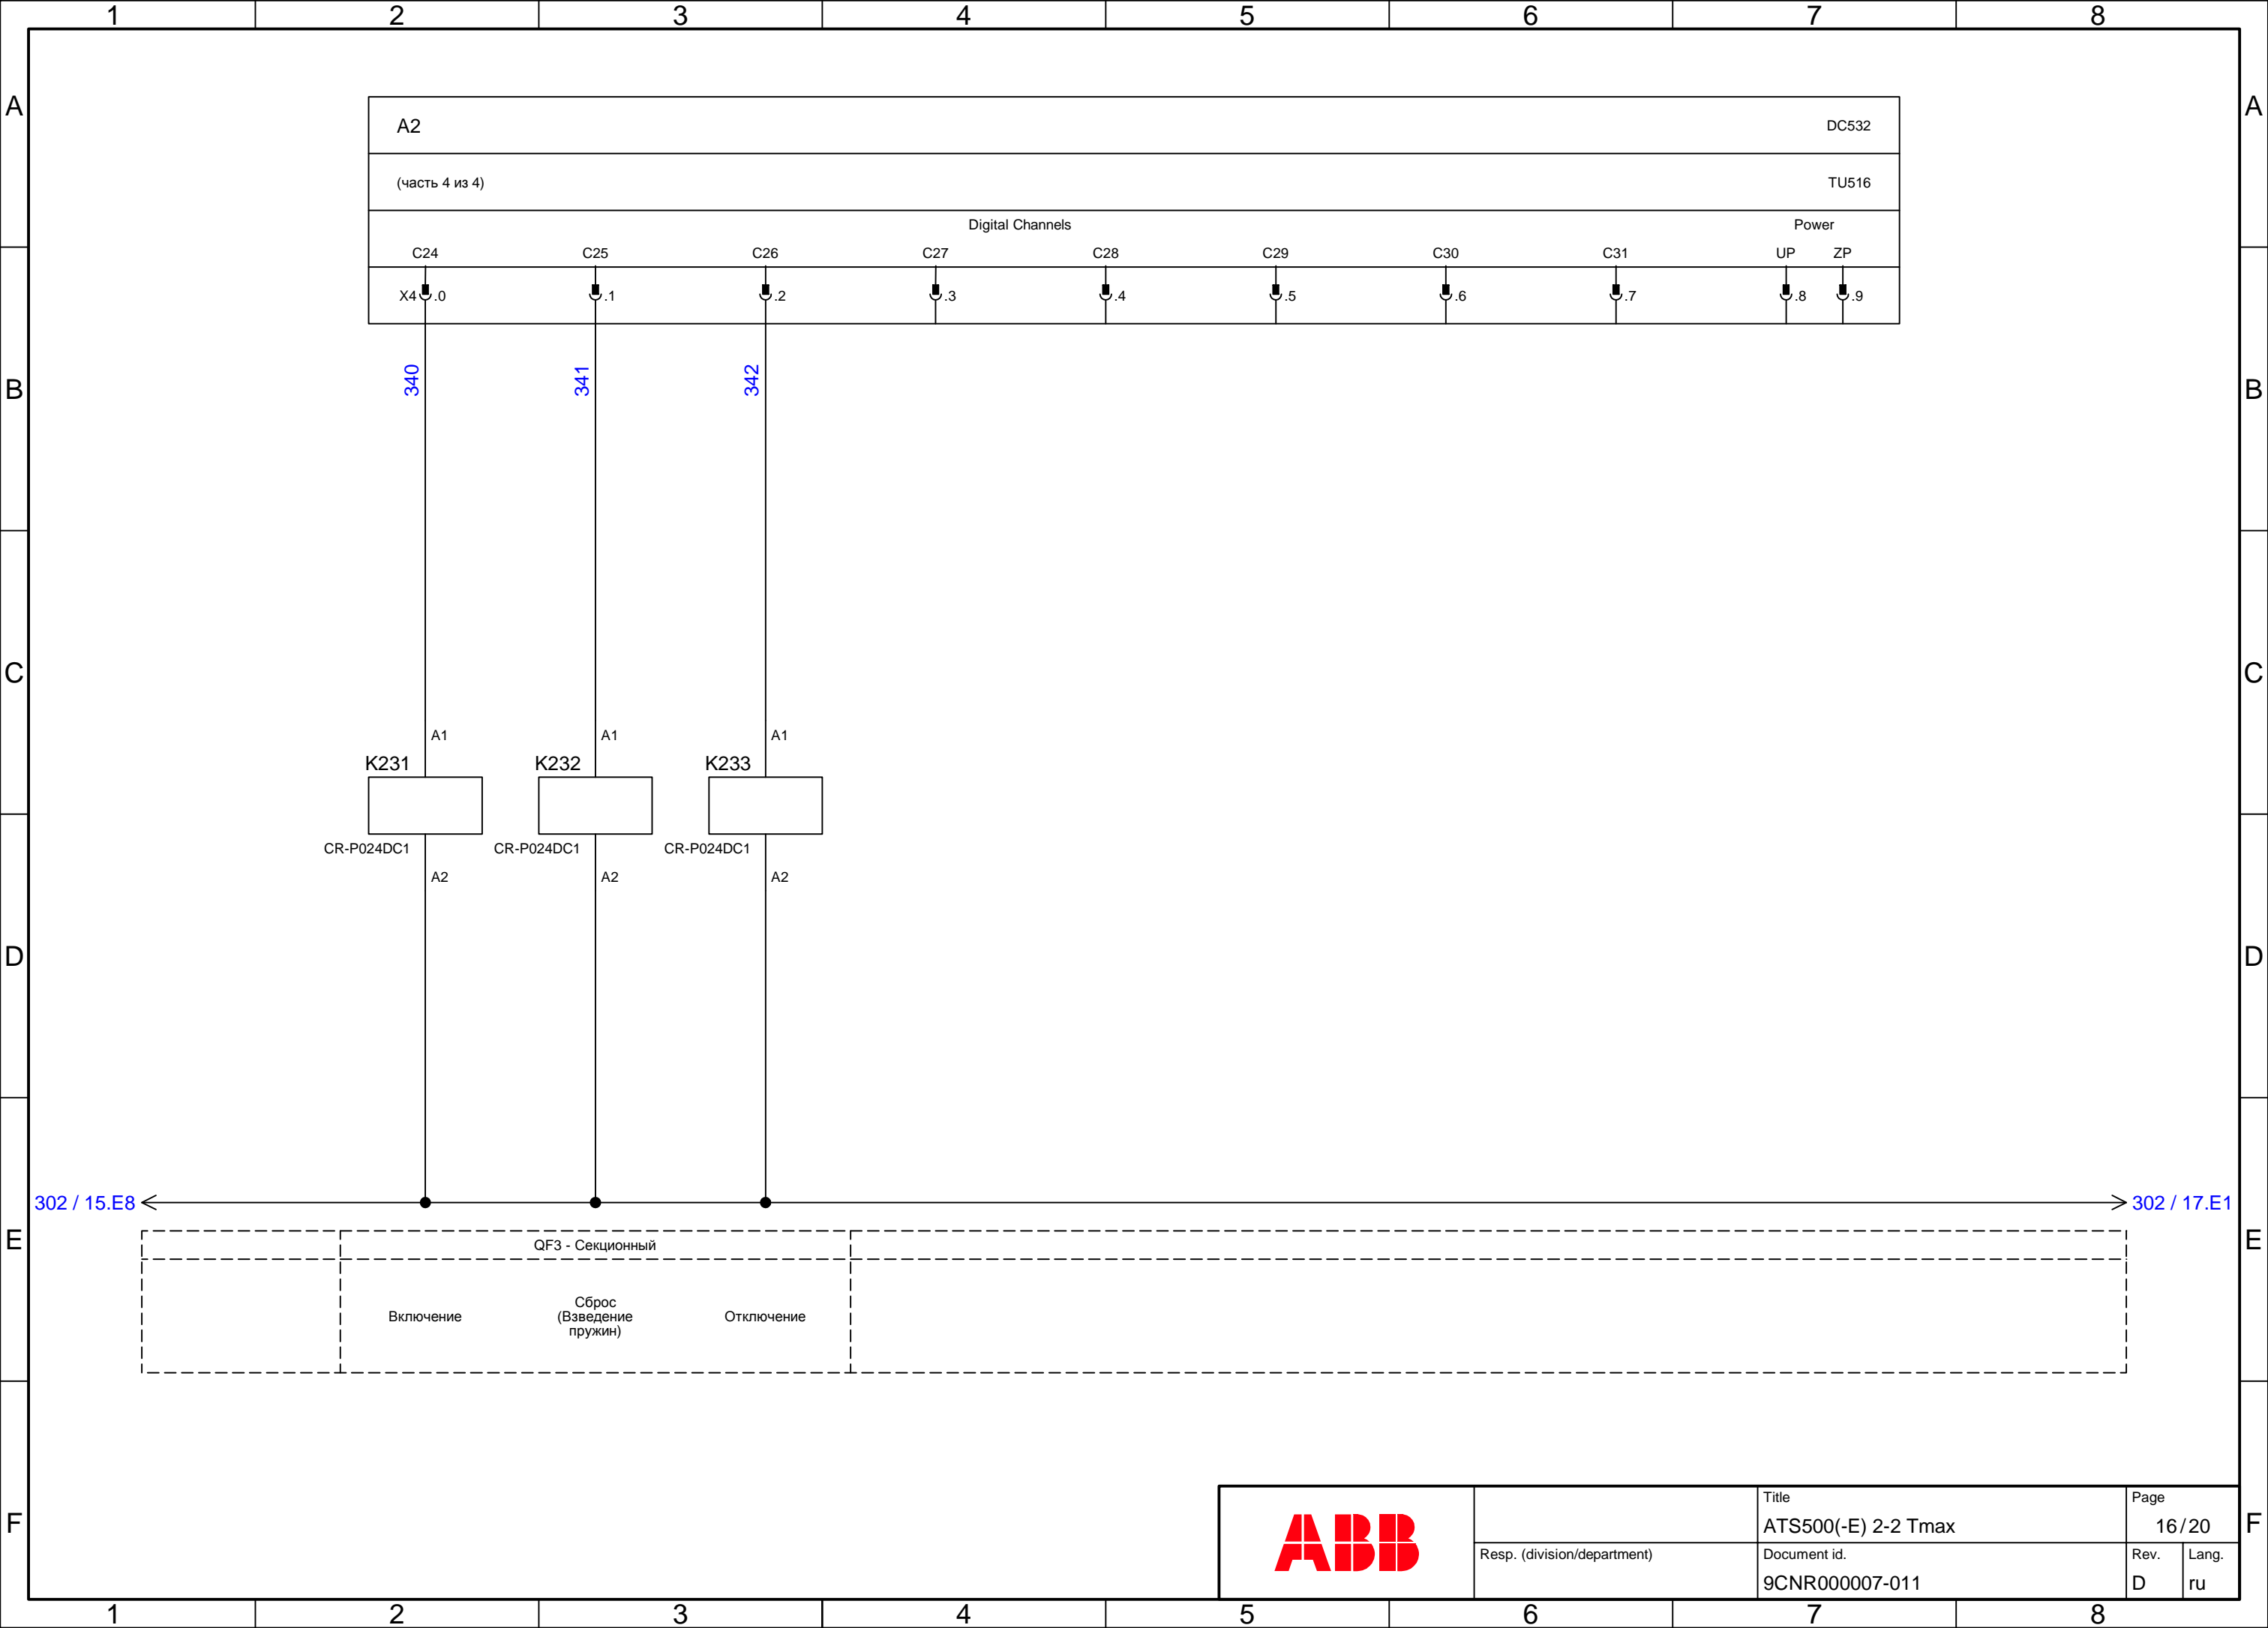 1 2 3 4 5 6 7 8
A A
A2 DC532
(часть 4 из 4) TU516
Digital Channels Power
C24 C25 C26 C27 C28 C29 C30 C31 UP ZP
X4 .0 .1 .2 .3 .4 .5 .6 .7 .8 .9
340 341 342
B B
C C
A1 A1 A1
K231 K232 K233
CR-P024DC1 CR-P024DC1 CR-P024DC1
A2 A2 A2
D D
302 / 15.E8 302 / 17.E1
E E
QF3 - Секционный
Включение
Сброс
(Взведение
пружин)
Отключение
F F
ABB
Title
ATS500(-E) 2-2 Tmax
Page
16/20
Resp. (division/department)
Document id.
9CNR000007-011
Rev.
D
Lang.
ru
1 2 3 4 5 6 7 8